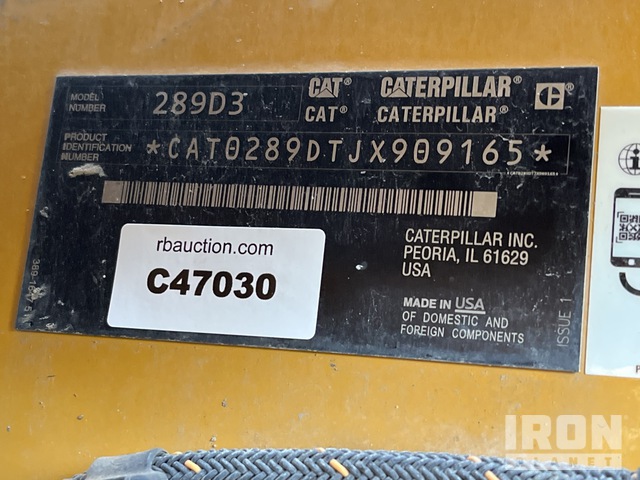 MODEL NUMBER 289D3 CAT® CATERPILLAR®
CAT® CATERPILLAR® C
PRODUCT IDENTIFICATION NUMBER *CAT0289DTJX909165*
rbauction.com
C47030
CATERPILLAR INC.
PEORIA, IL 61629
USA
MADE IN USA
OF DOMESTIC AND
FOREIGN COMPONENTS
ISSUE 1
IRON
PLANET